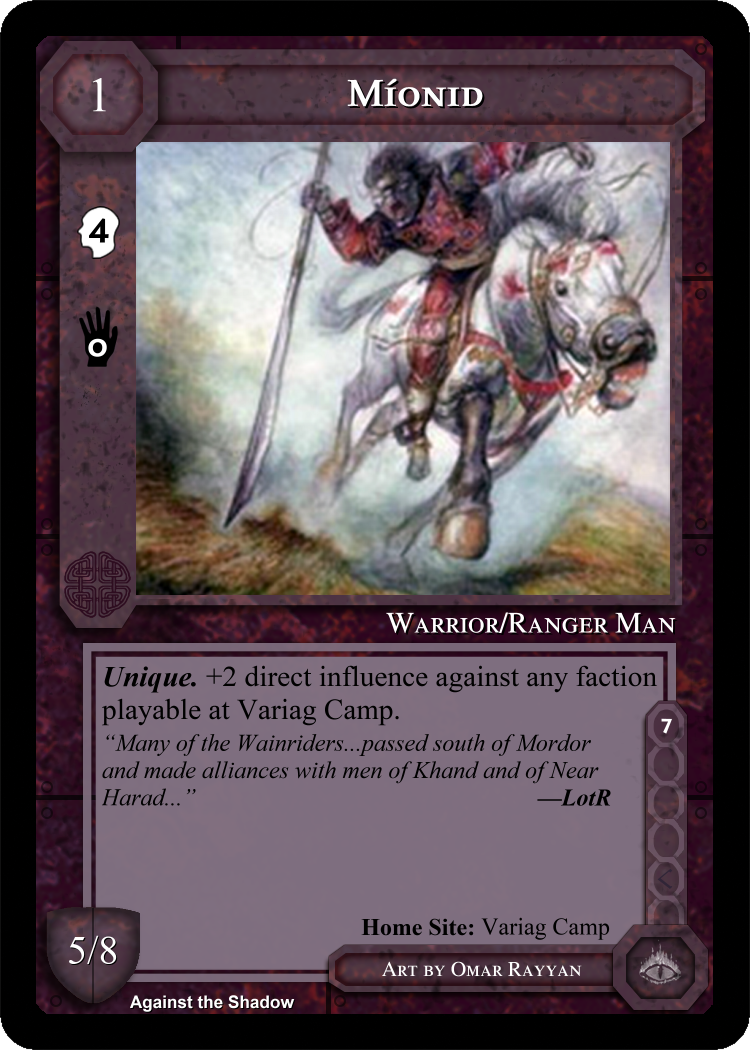 1
Míonid
4
0
Warrior/Ranger Man
Unique. +2 direct influence against any faction
playable at Variag Camp.
“Many of the Wainriders...passed south of Mordor
and made alliances with men of Khand and of Near
Harad...” —LotR
7
Home Site: Variag Camp
5/8
Art by Omar Rayyan
Against the Shadow